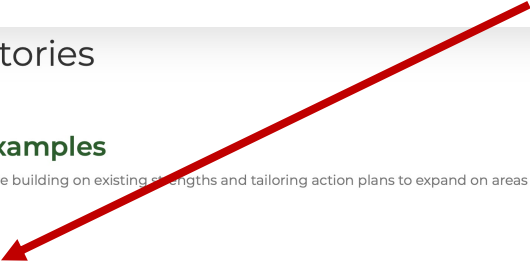 tories
xamples
e building on existing strengths and tailoring action plans to expand on areas